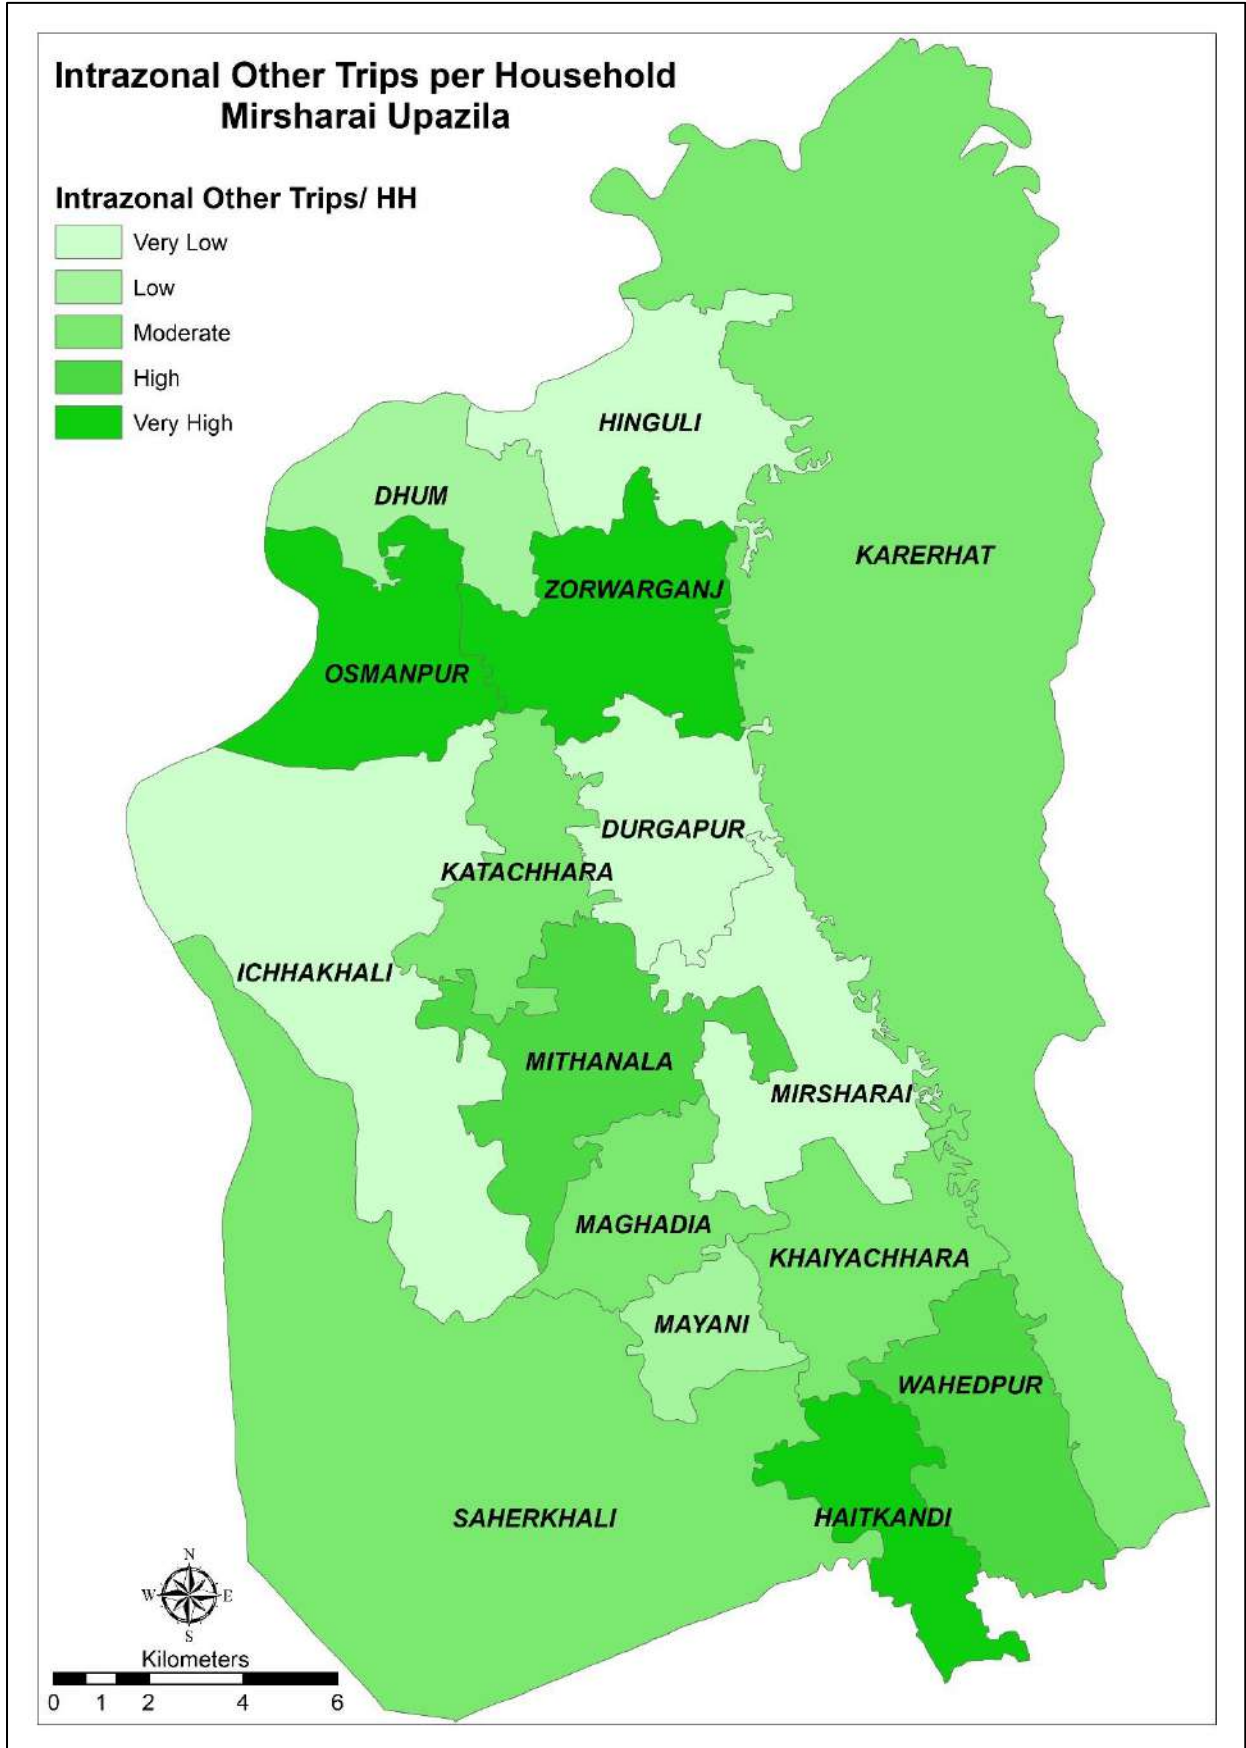 Intrazonal Other Trips per Household
Mirsharai Upazila
Intrazonal Other Trips/ HH
Very Low
Low
Moderate
High
Very High
HINGULI
DHUM
KARERHAT
ZORWARGANJ
OSMANPUR
DURGAPUR
KATACHHARA
ICHHAKHALI
MITHANALA
MIRSHARAI
MAGHADIA
KHAIYACHHARA
MAYANI
WAHEDPUR
SAHERKHALI
HAITKANDI
N
W E
S
Kilometers
0 1 2 4 6